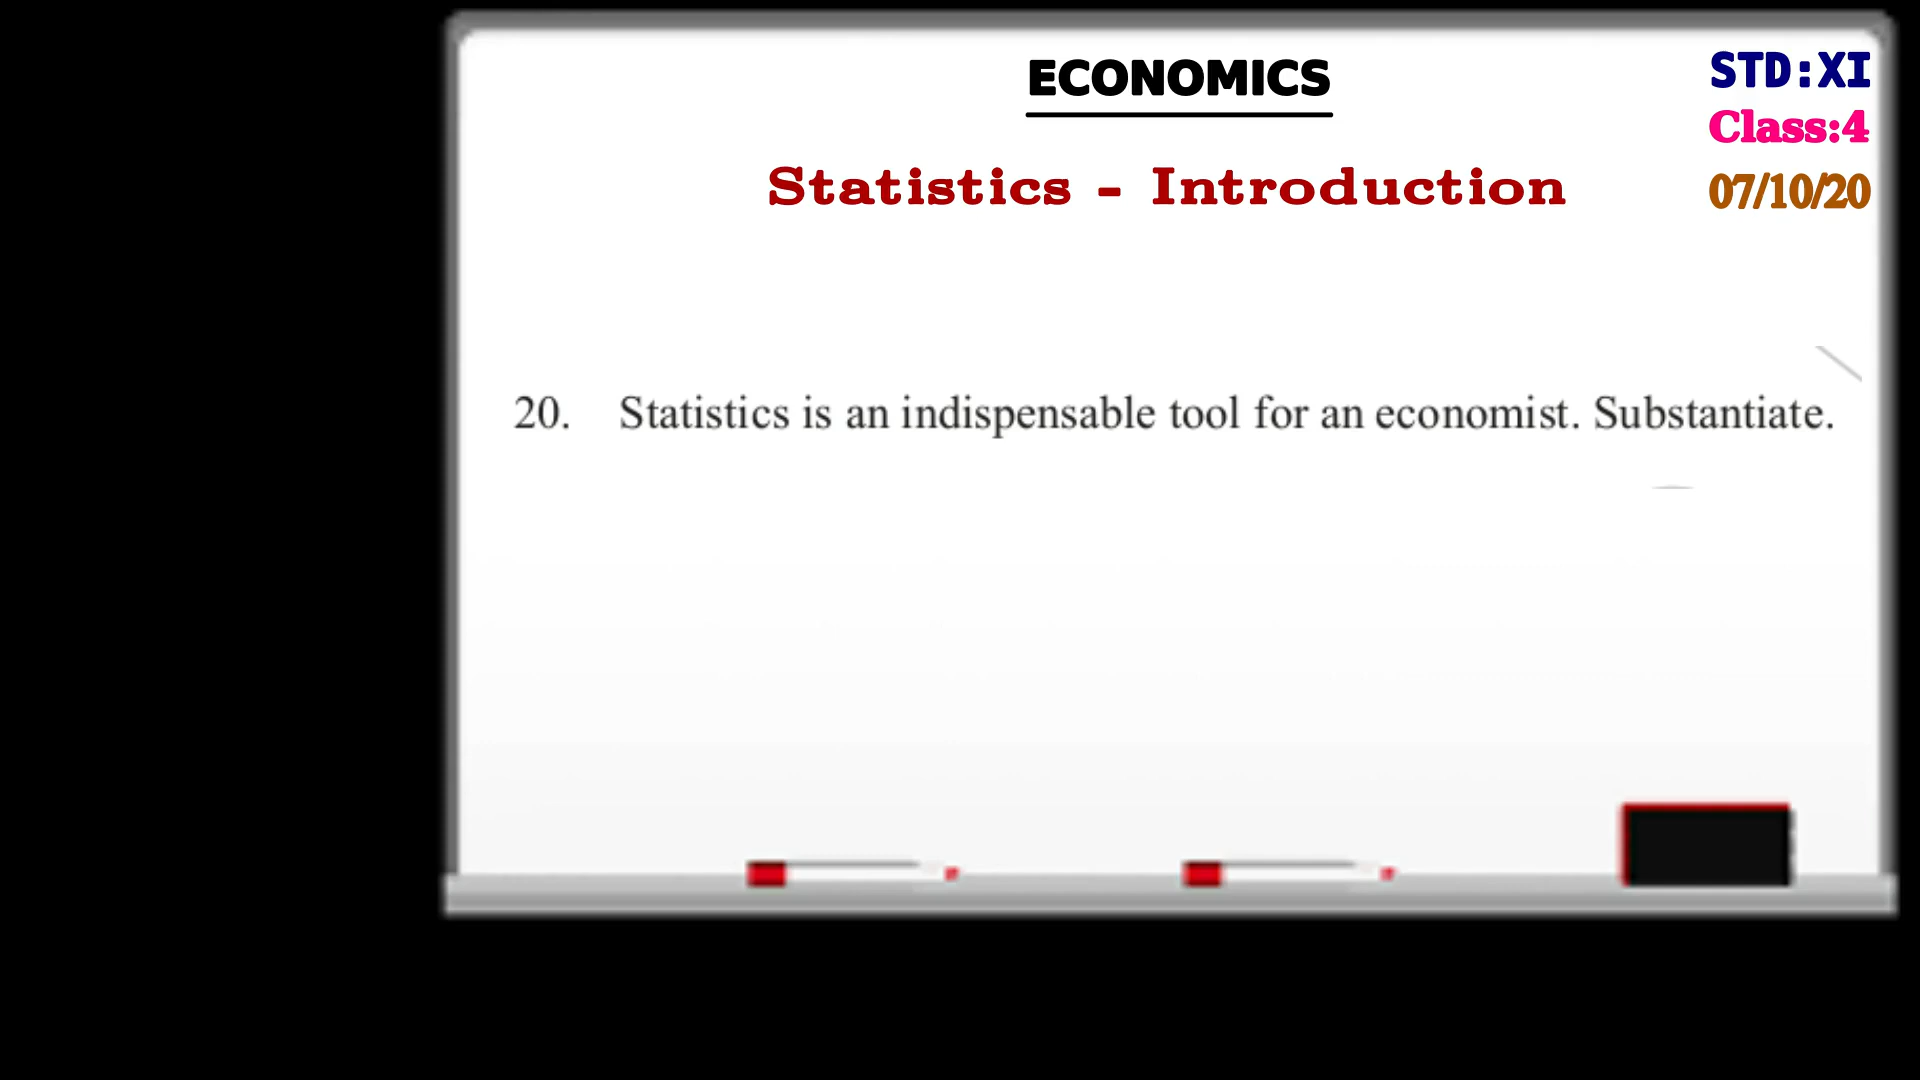 ECONOMICS
STD:XI
Class:4
Statistics - Introduction
07/10/20
20. Statistics is an indispensable tool for an economist. Substantiate.